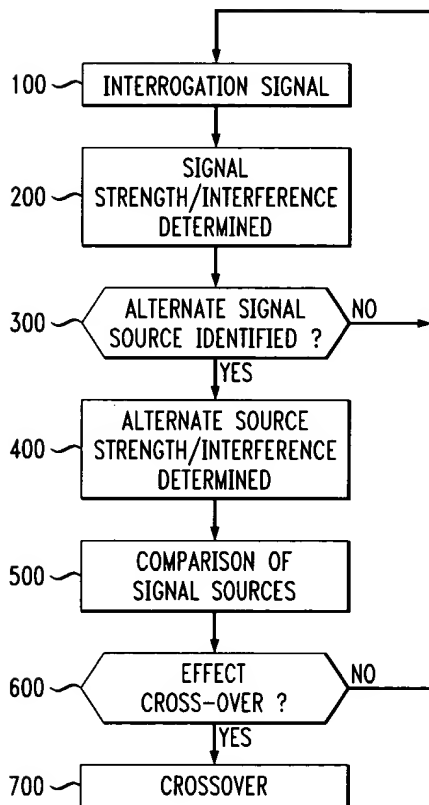 100
INTERROGATION SIGNAL
200
SIGNAL
STRENGTH/INTERFERENCE
DETERMINED
300
ALTERNATE SIGNAL
SOURCE IDENTIFIED ?
NO
YES
400
ALTERNATE SOURCE
STRENGTH/INTERFERENCE
DETERMINED
500
COMPARISON OF
SIGNAL SOURCES
600
EFFECT
CROSS-OVER ?
NO
YES
700
CROSSOVER